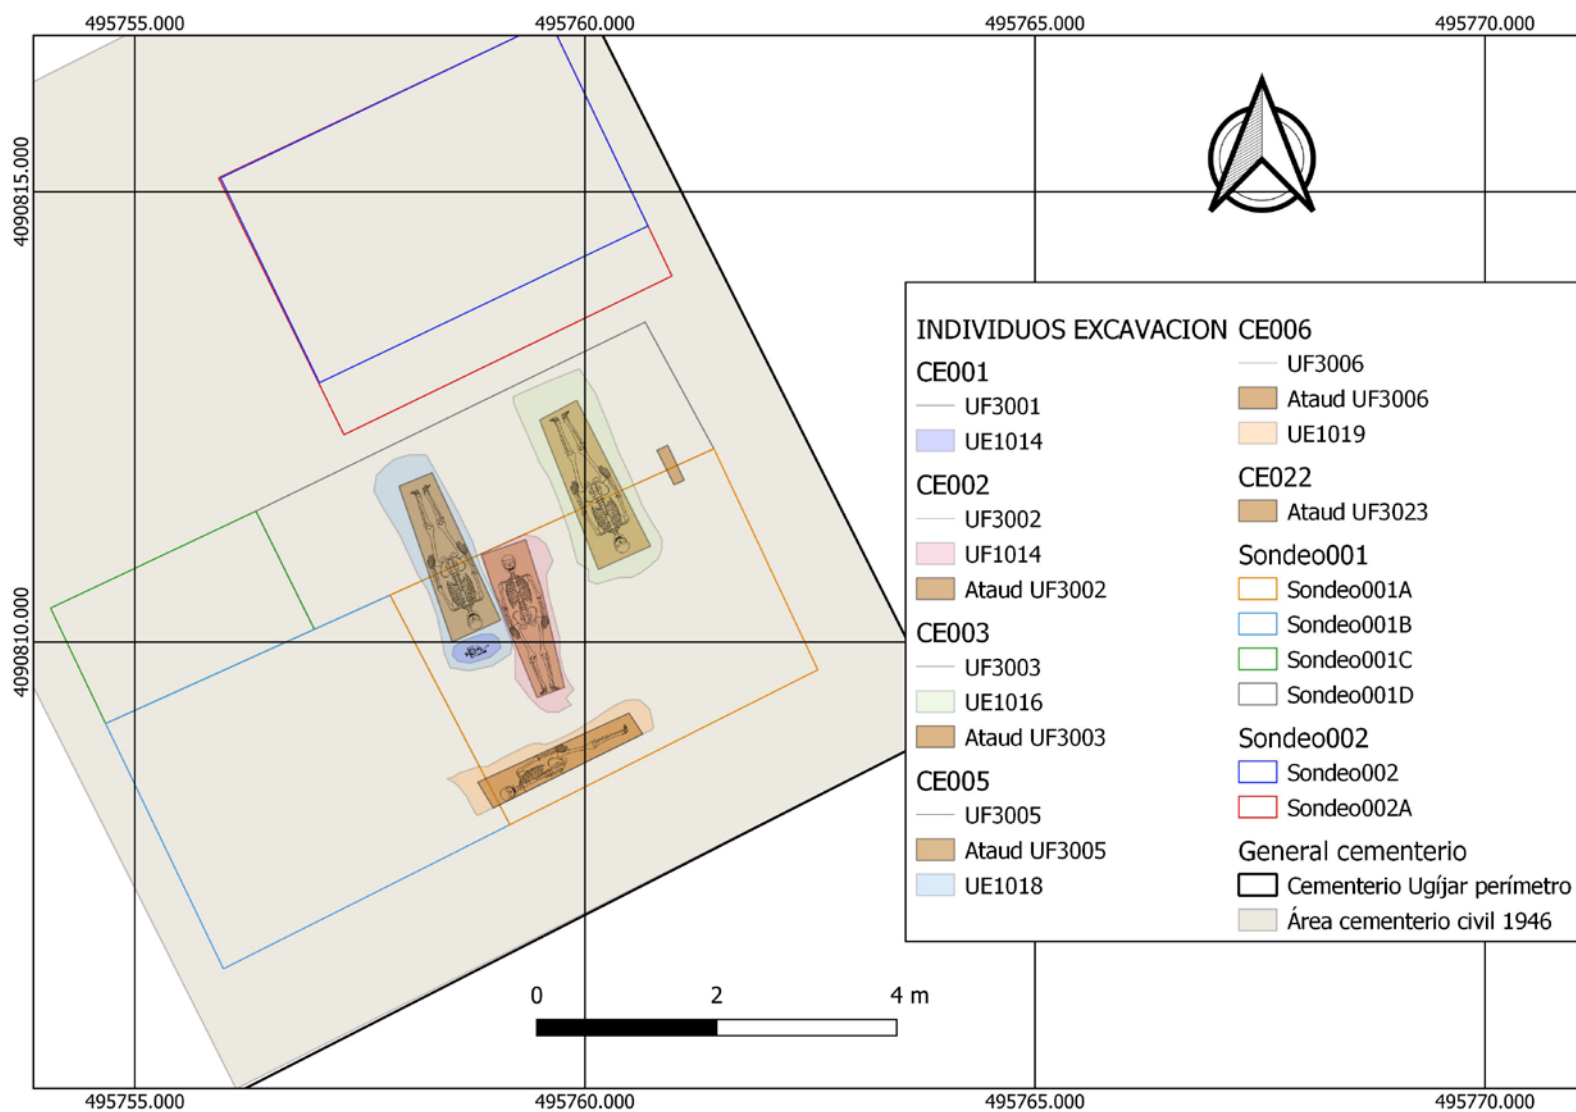 495755.000 495760.000 495765.000 495770.000
4090815.000
4090810.000
INDIVIDUOS EXCAVACION
CE001
UF3001
UE1014
CE002
UF3002
UF1014
Ataud UF3002
CE003
UF3003
UE1016
Ataud UF3003
CE005
UF3005
Ataud UF3005
UE1018
CE006
UF3006
Ataud UF3006
UE1019
CE022
Ataud UF3023
Sondeo001
Sondeo001A
Sondeo001B
Sondeo001C
Sondeo001D
Sondeo002
Sondeo002
Sondeo002A
General cementerio
Cementerio Ugíjar perímetro
Área cementerio civil 1946
0 2 4 m
495755.000 495760.000 495765.000 495770.000